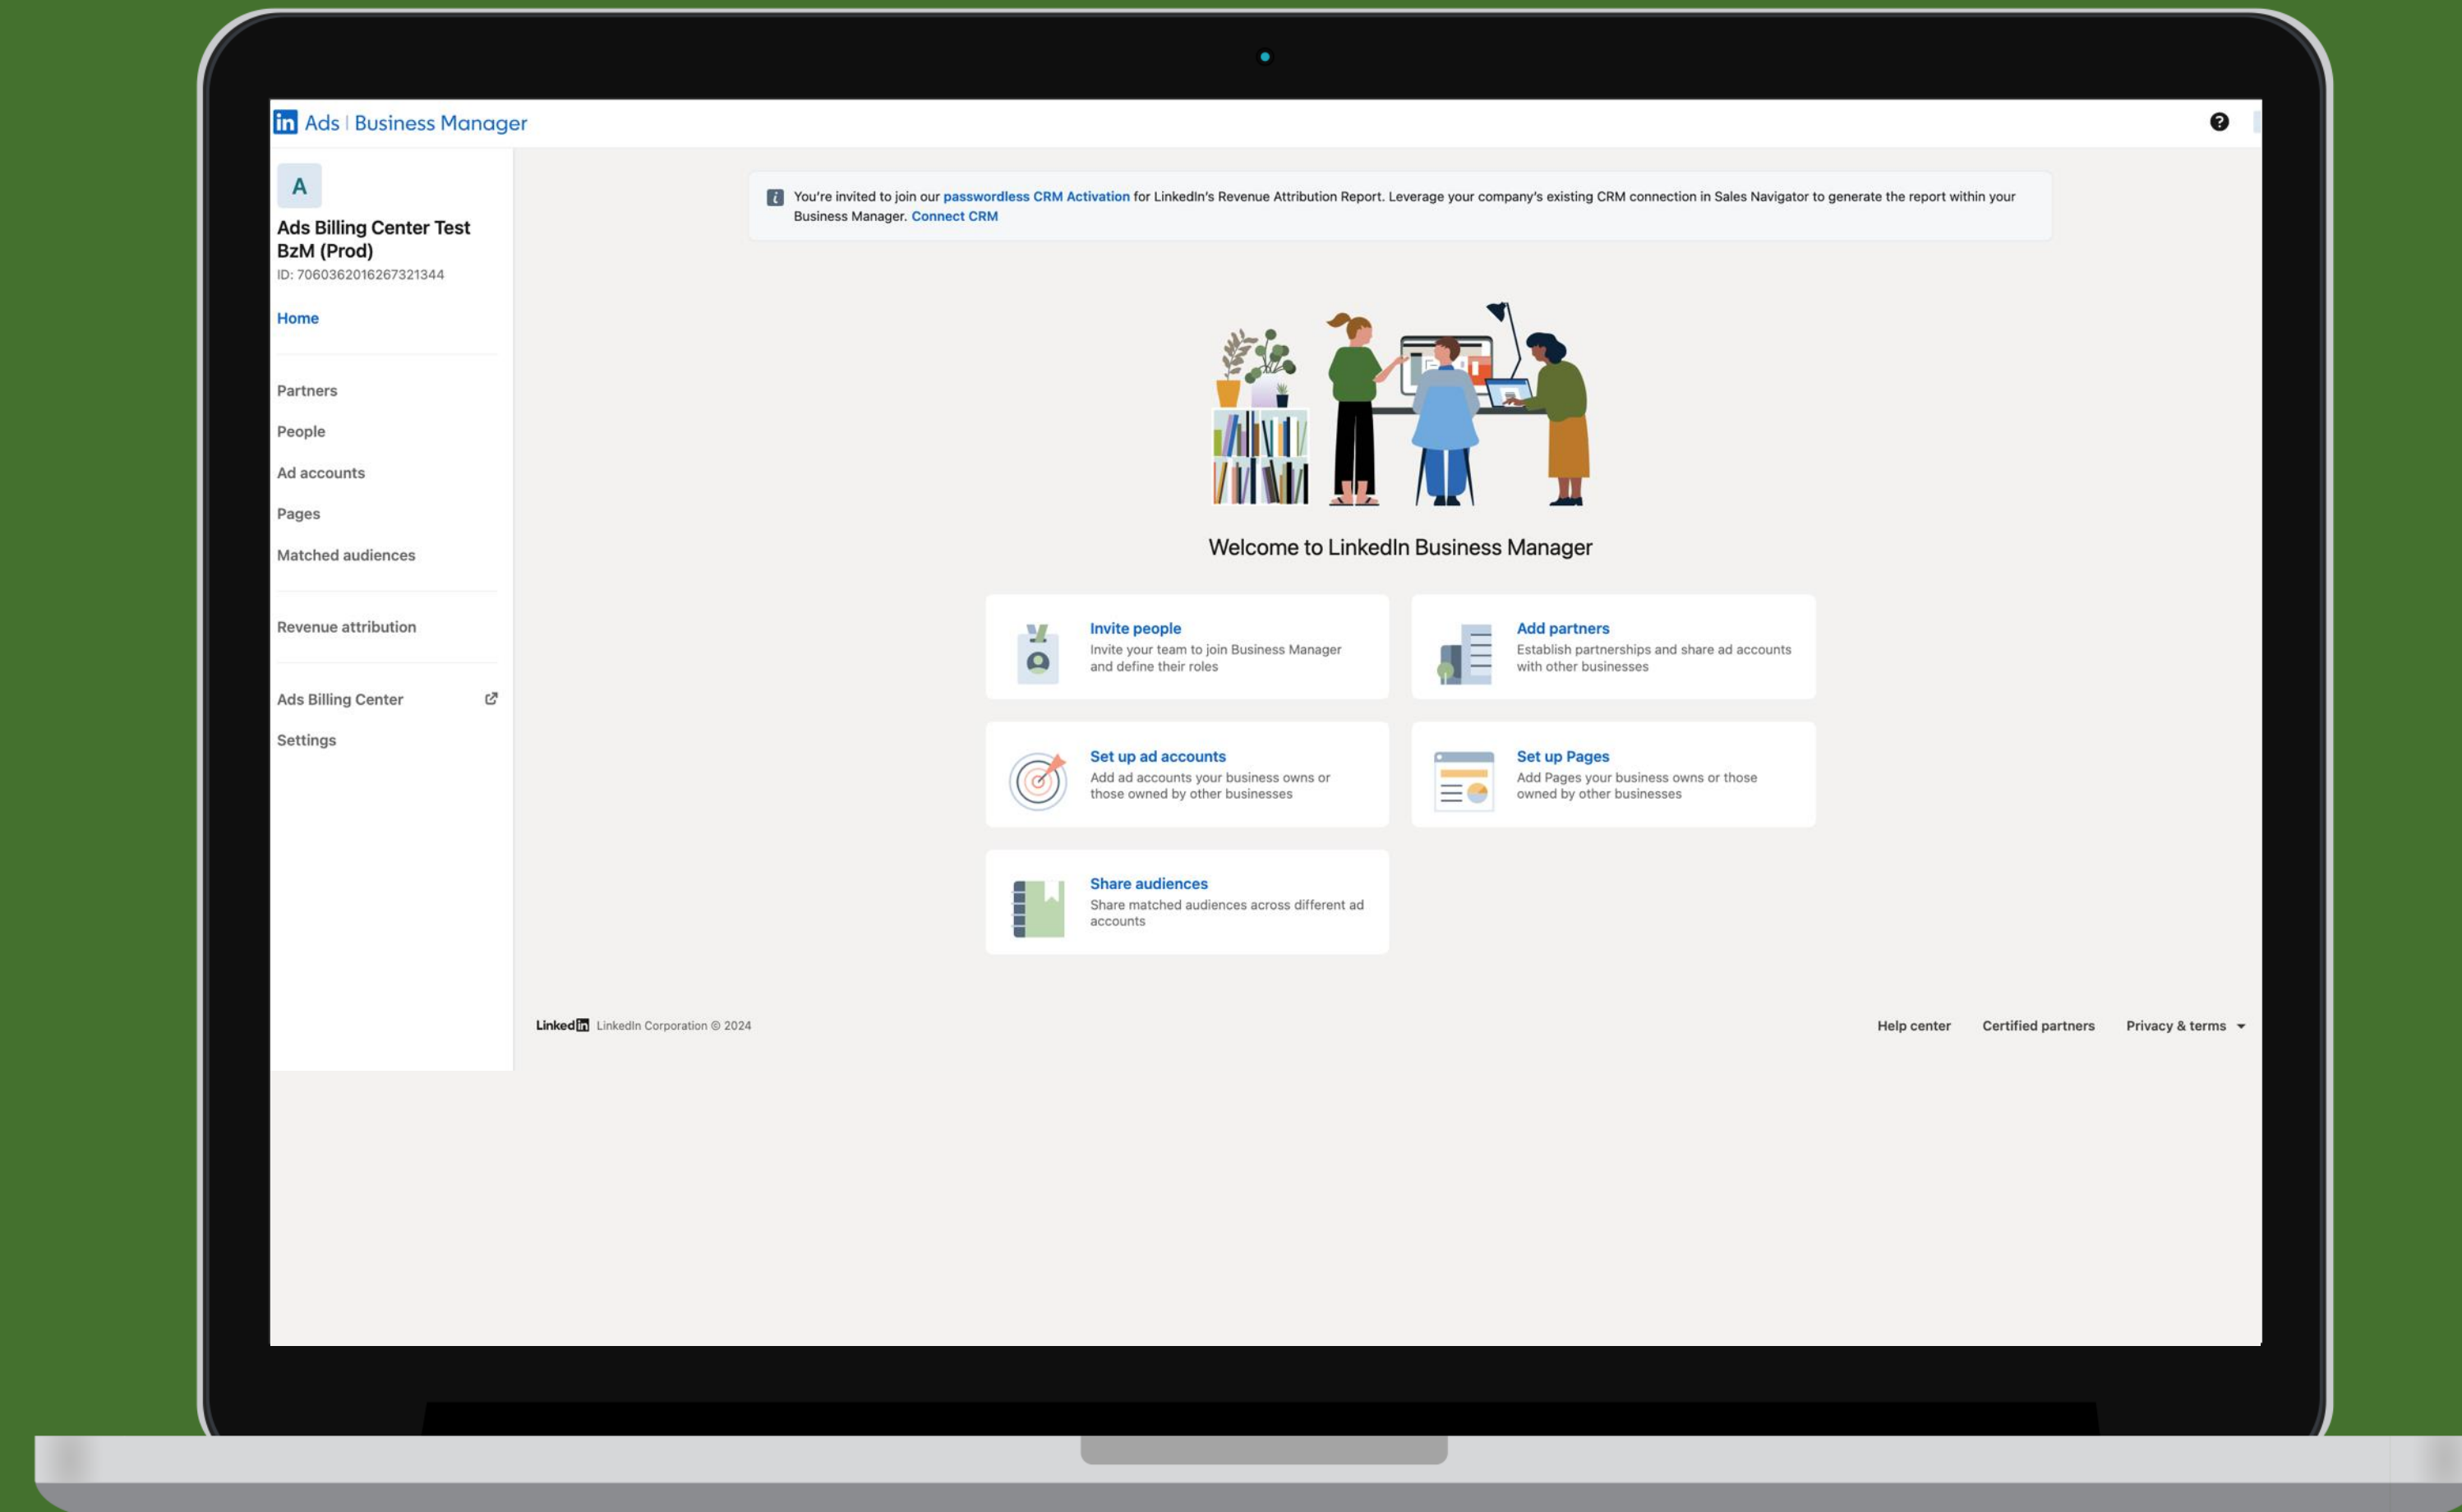 in Ads | Business Manager
?
A
Ads Billing Center Test
BzM (Prod)
ID: 7060362016267321344
Home
Partners
People
Ad accounts
Pages
Matched audiences
Revenue attribution
Ads Billing Center
Settings
i You're invited to join our passwordless CRM Activation for LinkedIn's Revenue Attribution Report. Leverage your company's existing CRM connection in Sales Navigator to generate the report within your
Business Manager. Connect CRM
Welcome to LinkedIn Business Manager
Invite people
Invite your team to join Business Manager
and define their roles
Add partners
Establish partnerships and share ad accounts
with other businesses
Set up ad accounts
Add ad accounts your business owns or
those owned by other businesses
Set up Pages
Add Pages your business owns or those
owned by other businesses
Share audiences
Share matched audiences across different ad
accounts
LinkedIn LinkedIn Corporation © 2024
Help center Certified partners Privacy & terms